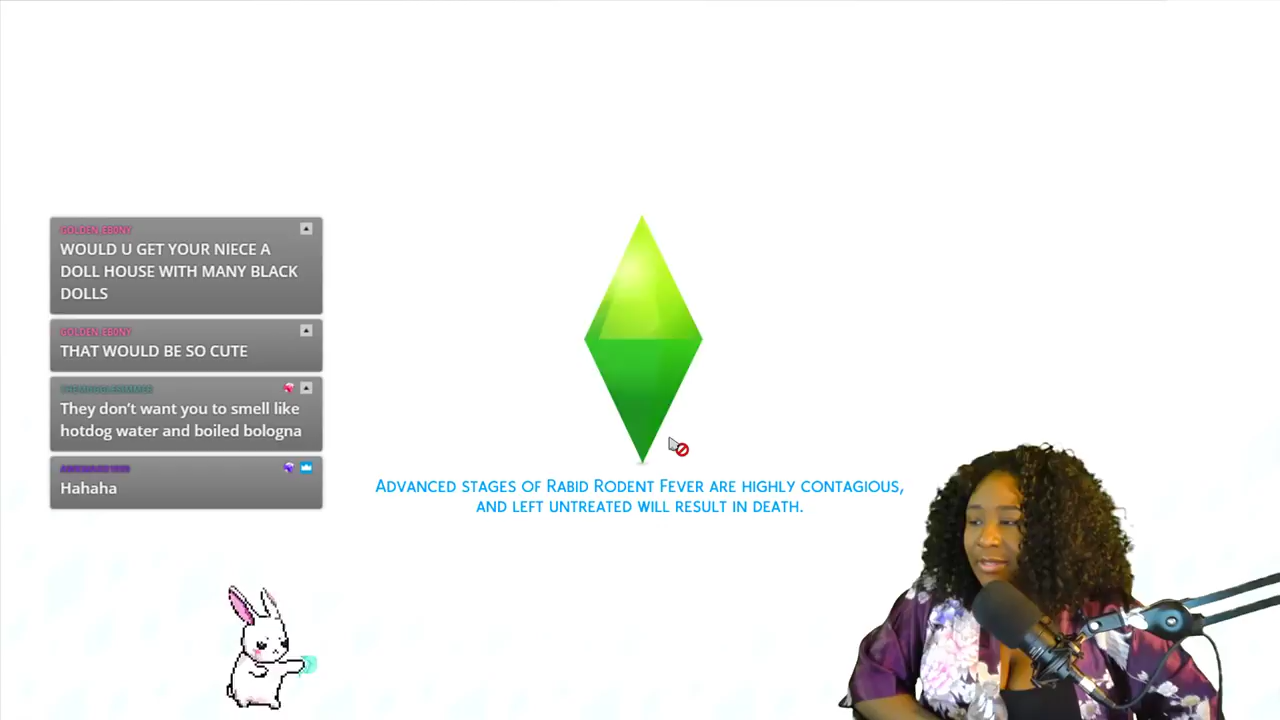 GOLDEN_EBONY
WOULD U GET YOUR NIECE A
DOLL HOUSE WITH MANY BLACK
DOLLS
GOLDEN_EBONY
THAT WOULD BE SO CUTE
They don’t want you to smell like
hotdog water and boiled bologna
Hahaha
ADVANCED STAGES OF RABID RODENT FEVER ARE HIGHLY CONTAGIOUS,
AND LEFT UNTREATED WILL RESULT IN DEATH.